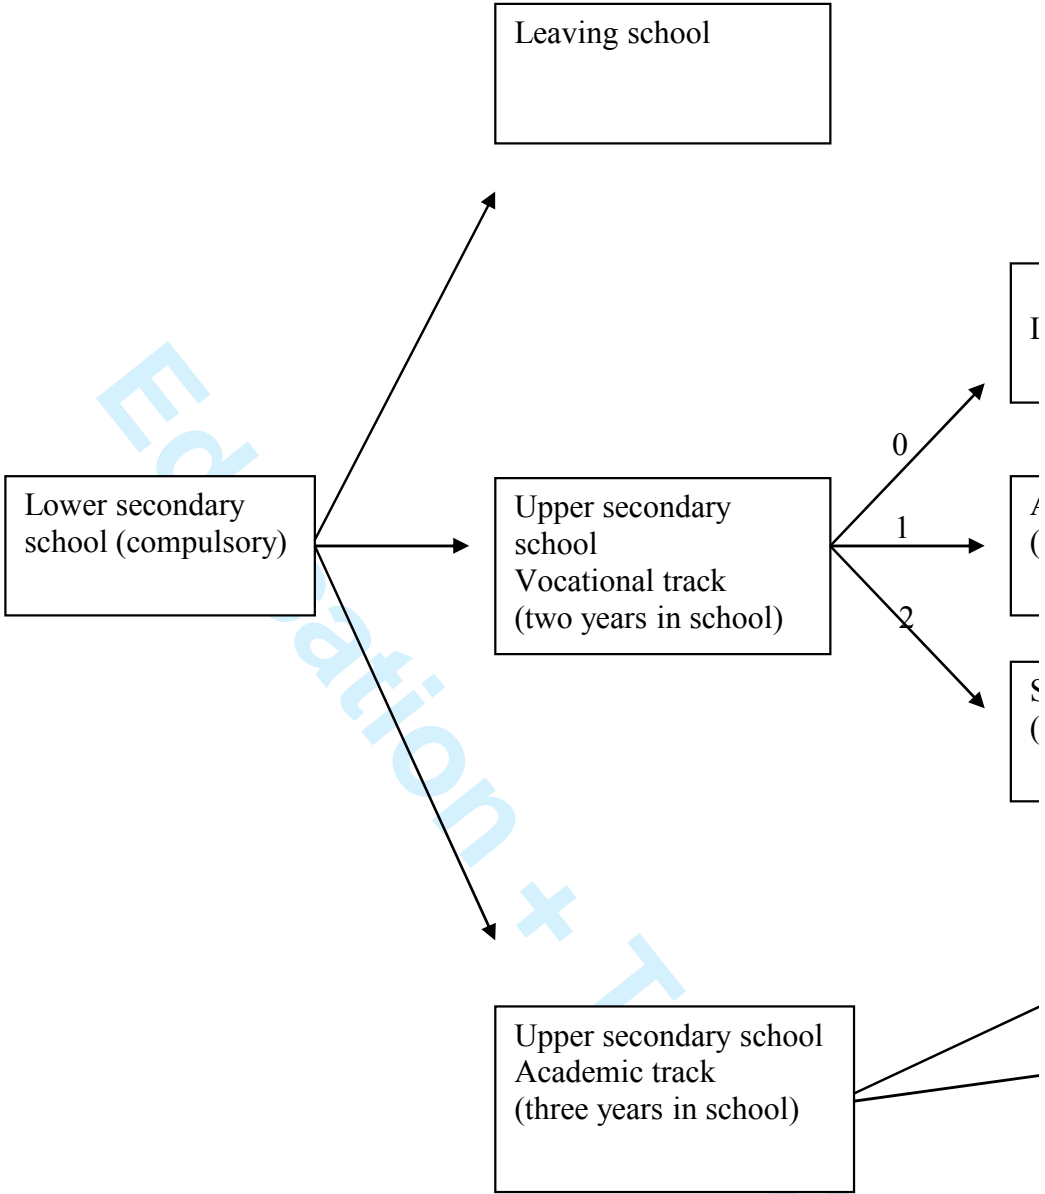 Leaving school
Lower secondary
school (compulsory)
Upper secondary
school
Vocational track
(two years in school)
0
1
2
Upper secondary school
Academic track
(three years in school)
Education + T